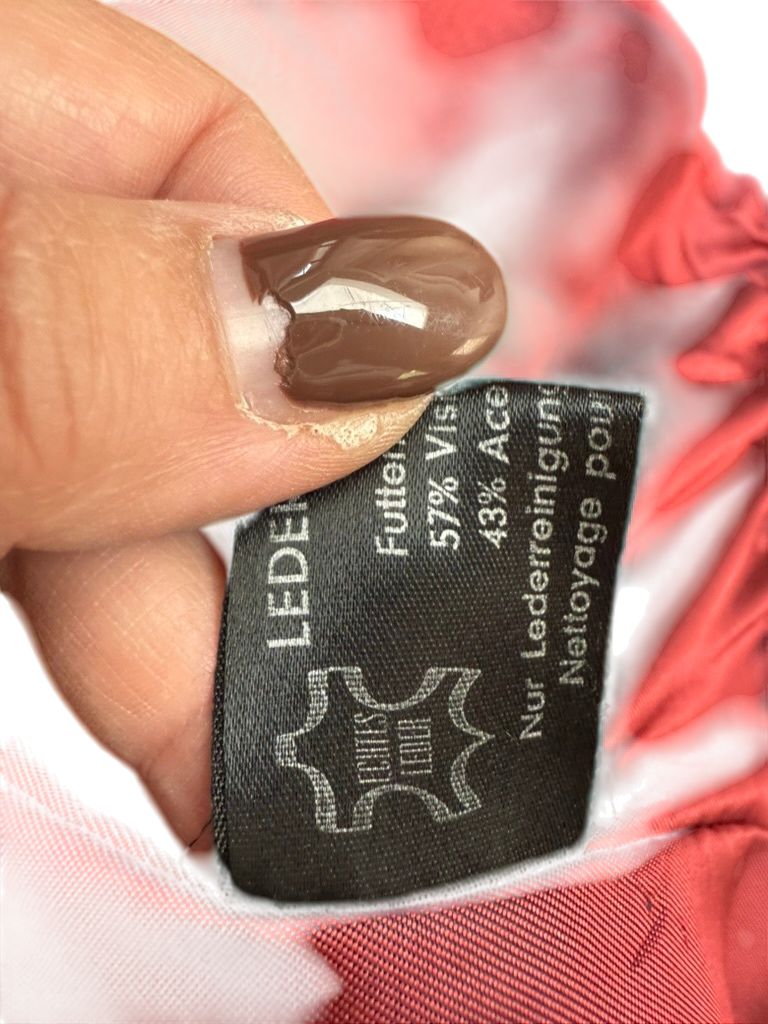 LEDER
Futter
57% Vis
43% Ace
Nur Lederreinigung
Nettoyage pou
ECHTES
LEDER